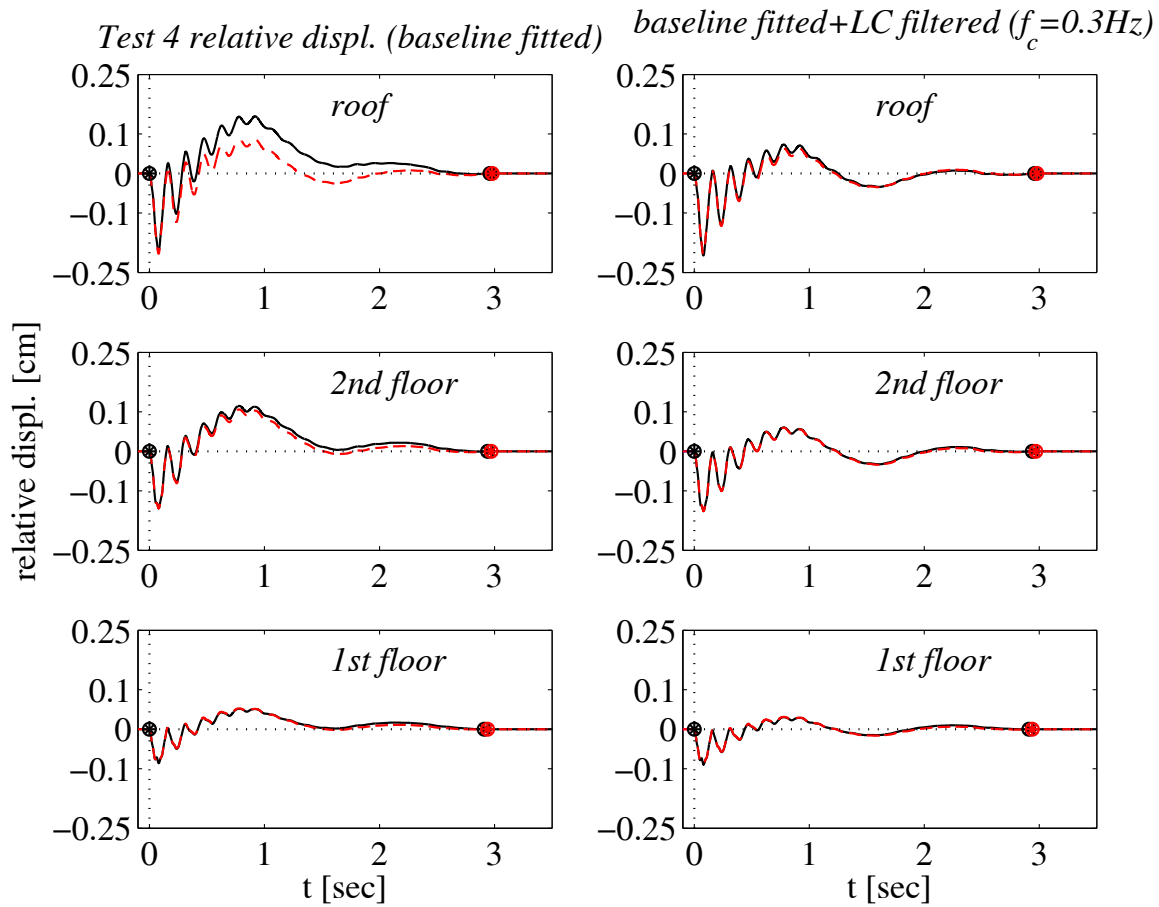 Test 4 relative displ. (baseline fitted)
baseline fitted+LC filtered (f_c=0.3Hz)
relative displ. [cm]
roof
0.25
0.1
0
−0.1
−0.25
0 1 2 3
roof
0.25
0.1
0
−0.1
−0.25
0 1 2 3
2nd floor
0.25
0.1
0
−0.1
−0.25
0 1 2 3
2nd floor
0.25
0.1
0
−0.1
−0.25
0 1 2 3
1st floor
0.25
0.1
0
−0.1
−0.25
0 1 2 3
t [sec]
1st floor
0.25
0.1
0
−0.1
−0.25
0 1 2 3
t [sec]